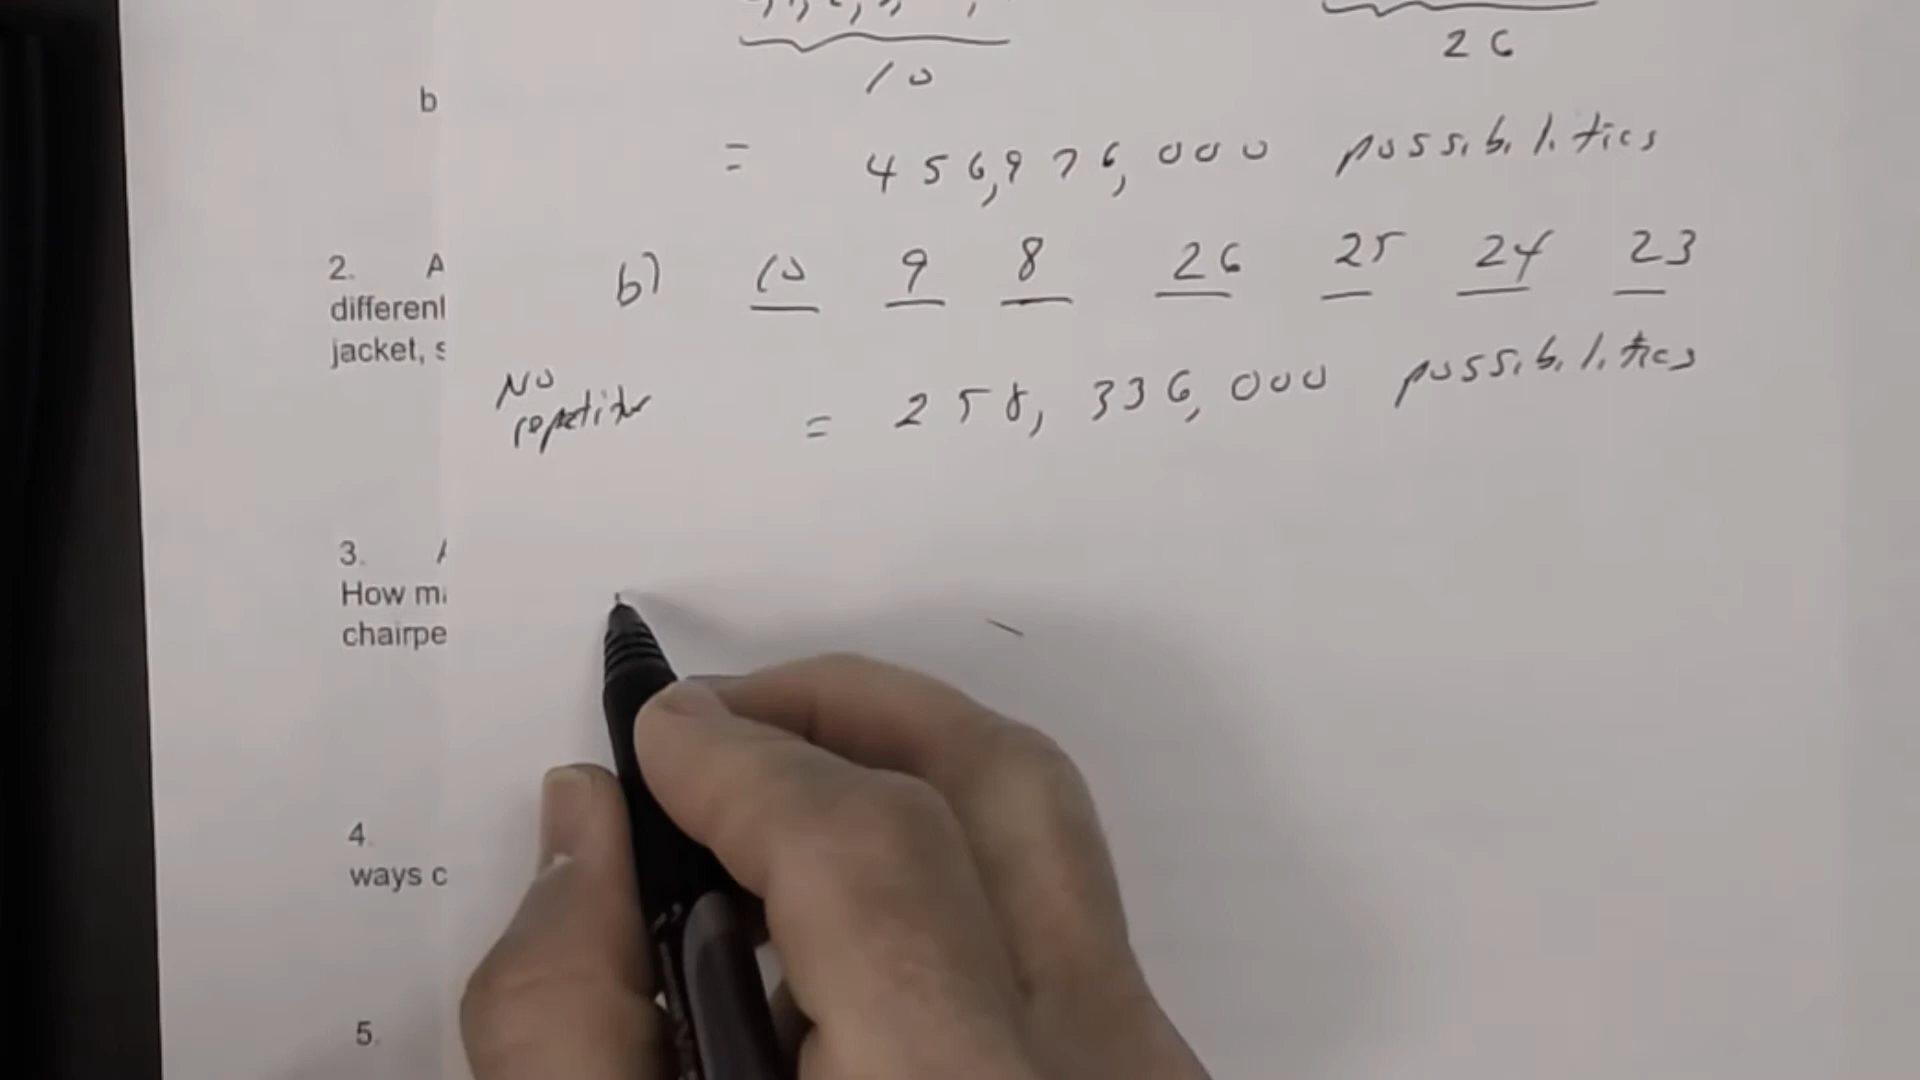 10
26
b
= 456,976,000 possibilities
2. A
different
jacket, s
b) 10 9 8 26 25 24 23
No
repetition
= 258,336,000 possibilities
3.
How m
chairpe
4.
ways c
5.